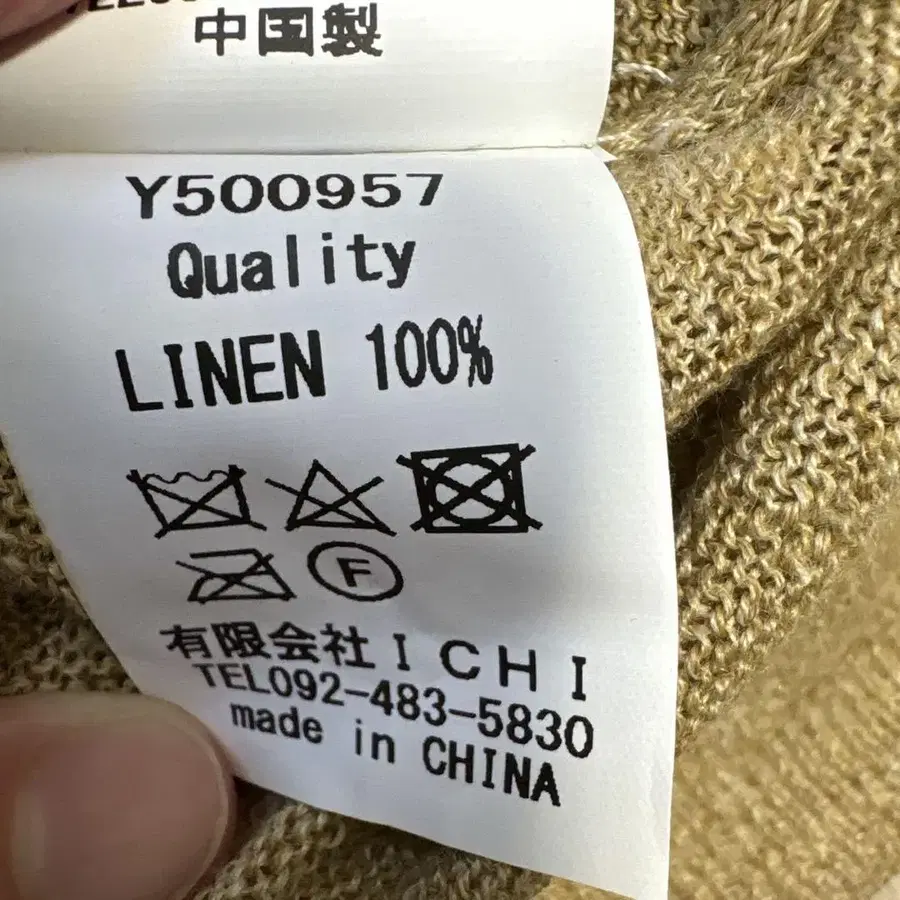 中国製
Y500957
Quality
LINEN 100%
F
有限会社ICHI
TEL092-483-5830
made in CHINA